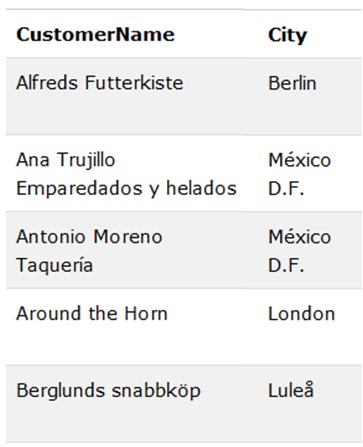 CustomerName City
Alfreds Futterkiste Berlin
Ana Trujillo México
Emparedados y helados D.F.
Antonio Moreno México
Taquería D.F.
Around the Horn London
Berglunds snabbköp Luleå